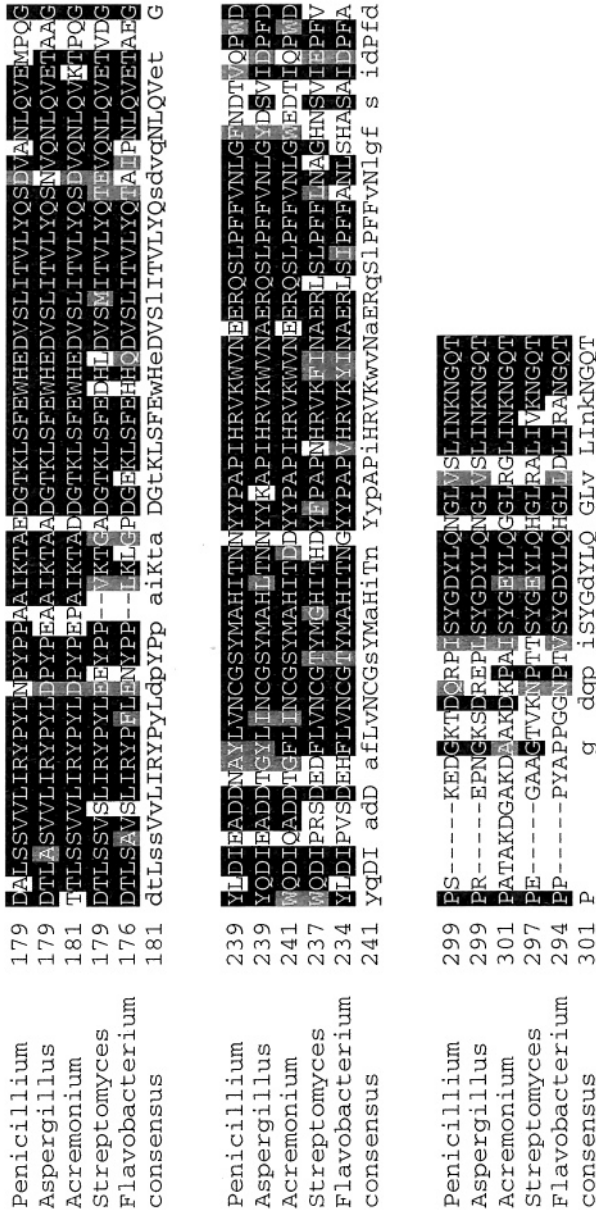 Penicillium 179 DALSSVVLIRYPYLNPYPPAAIKTAEDGTKLSFEWHEDVSLITVLYQSDVANLQVEMPQG
Aspergillus 179 DTLASVVLIRYPYLDPYPEAAIKTAADGTKLSFEWHEDVSLITVLYQSNVQNLQVETAAG
Acremonium 181 TTLSSVVLIRYPYLDPYPEPAIKTADDGTKLSFEWHEDVSLITVLYQSDVQNLQVKTPQG
Streptomyces 179 DTLSSVSLIRYPYLEEYPP--VKTGADGTKLSFEDHLDVSMITVLYQTEVQNLQVETVDG
Flavobacterium 176 DTLSAVSLIRYPFLENYPP--LKLGPDGEKLSFEHHQDVSLITVLYQTAIPNLQVETAEG
consensus 181 dtLssVvLIRYPYLdpYPp aiKta DGtKLSFEwHeDVSlITVLYQsdvqNLQVet G
Penicillium 239 YLDIEADDNAYLVNCGSYMAHITNNYYPAPIHRVKWVNEERQSLPFFVNLGFNDTVQPWD
Aspergillus 239 YQDIEADDTGYLINCGSYMAHLTNNYYKAPIHRVKWVNAERQSLPFFVNLGYDSVIDPFD
Acremonium 241 WQDIQADDTGFLINCGSYMAHITDDYYPAPIHRVKWVNEERQSLPFFVNLGWEDTIQPWD
Streptomyces 237 WQDIPRSDEDFLVNCGTYMGHITHDYFPAPNHRVKFINAERLSLPFFLNAGHNSVIEPFV
Flavobacterium 234 YLDIPVSDEHFLVNCGTYMAHITNGYYPAPVHRVKYINAERLSIPFFANLSHASAIDPFA
consensus 241 yqDI adD afLvNCGsYMaHiTn YypAPiHRVKwvNaERqSlPFFvNlgf s idPfd
Penicillium 299 PS-----KEDGKTDQRPISYGDYLQNGLVSLINKNGQT
Aspergillus 299 PR-----EPNGKSDREPLSYGDYLQNGLVSLINKNGQT
Acremonium 301 PATAKDGAKDAAKDKPAISYGEYLQGGLRGLINKNGQT
Streptomyces 297 PE-----GAAGTVKNPTTSYGEYLQHGLRALIVKNGQT
Flavobacterium 294 PP-----PYAPPGGNPTVSYGDYLQHGLLDLIRANGQT
consensus 301 P g dqp iSYGdYLQ GLv LInkNGQT